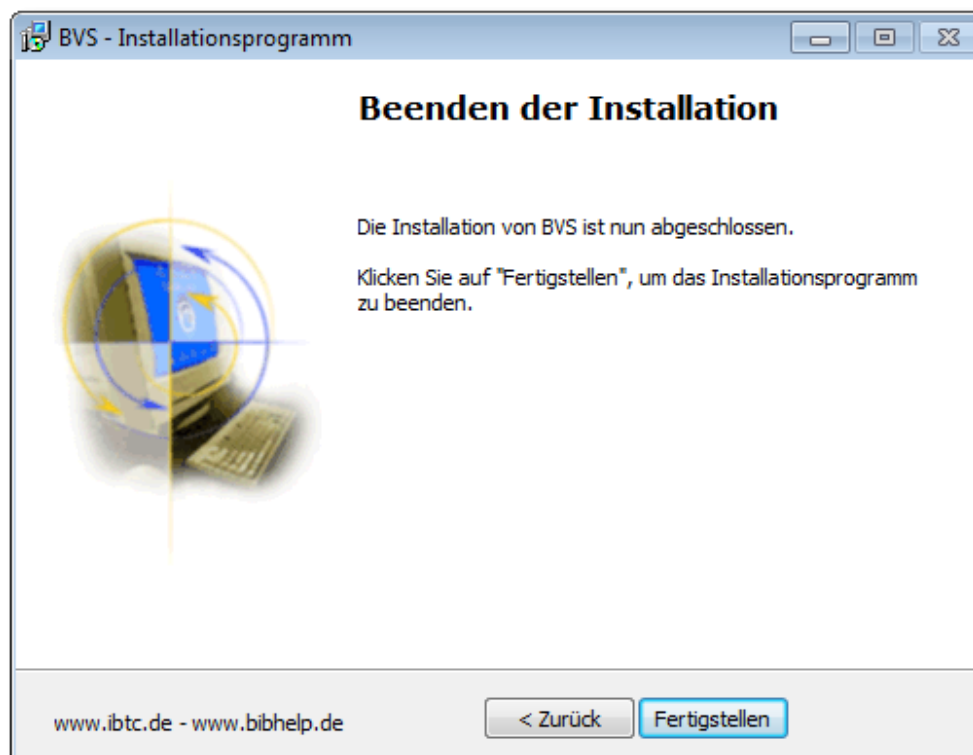 BVS - Installationsprogramm
Beenden der Installation
Die Installation von BVS ist nun abgeschlossen.
Klicken Sie auf "Fertigstellen", um das Installationsprogramm
zu beenden.
www.ibtc.de - www.bibhelp.de
< Zurück
Fertigstellen